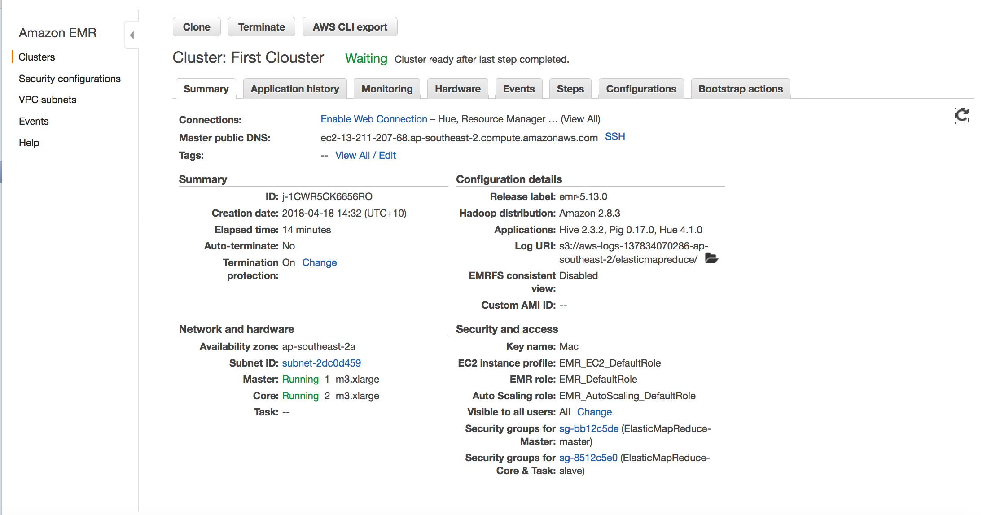 Amazon EMR
Clusters
Security configurations
VPC subnets
Events
Help
Clone Terminate AWS CLI export
Cluster: First Clouster Waiting Cluster ready after last step completed.
Summary Application history Monitoring Hardware Events Steps Configurations Bootstrap actions
Connections: Enable Web Connection – Hue, Resource Manager … (View All)
Master public DNS: ec2-13-211-207-68.ap-southeast-2.compute.amazonaws.com SSH
Tags: -- View All / Edit
Summary
ID: j-1CWR5CK6656RO
Creation date: 2018-04-18 14:32 (UTC+10)
Elapsed time: 14 minutes
Auto-terminate: No
Termination On Change
protection:
Configuration details
Release label: emr-5.13.0
Hadoop distribution: Amazon 2.8.3
Applications: Hive 2.3.2, Pig 0.17.0, Hue 4.1.0
Log URI: s3://aws-logs-137834070286-ap-
southeast-2/elasticmapreduce/
EMRFS consistent Disabled
view:
Custom AMI ID: --
Network and hardware
Availability zone: ap-southeast-2a
Subnet ID: subnet-2dc0d459
Master: Running 1 m3.xlarge
Core: Running 2 m3.xlarge
Task: --
Security and access
Key name: Mac
EC2 instance profile: EMR_EC2_DefaultRole
EMR role: EMR_DefaultRole
Auto Scaling role: EMR_AutoScaling_DefaultRole
Visible to all users: All Change
Security groups for sg-bb12c5de (ElasticMapReduce-
Master: master)
Security groups for sg-8512c5e0 (ElasticMapReduce-
Core & Task: slave)